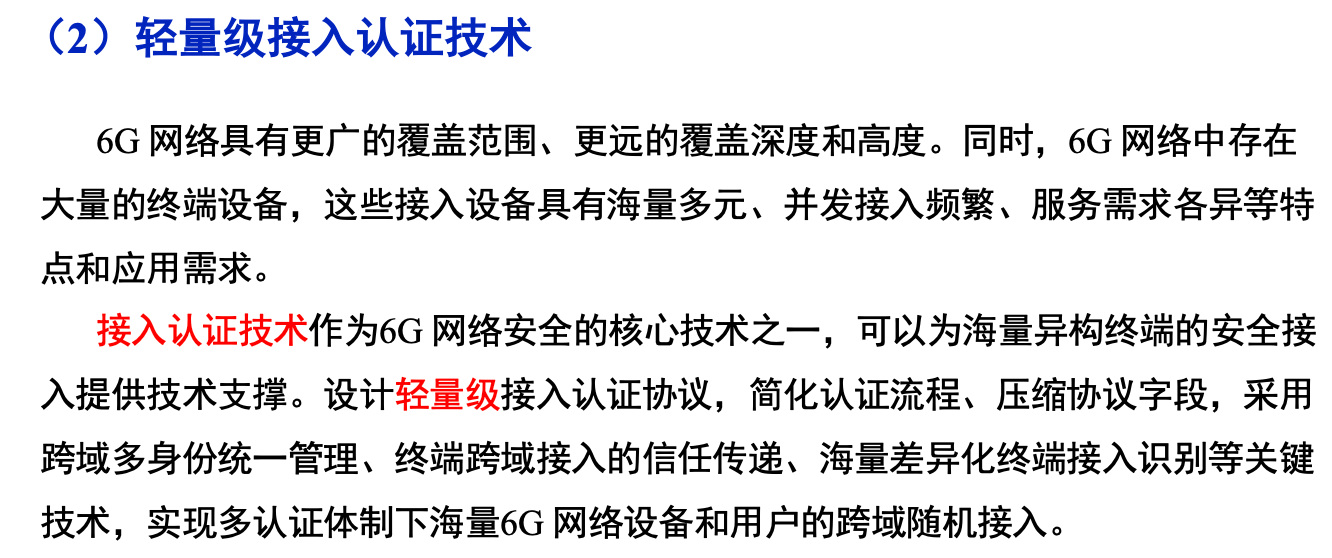 （2）轻量级接入认证技术
6G 网络具有更广的覆盖范围、更远的覆盖深度和高度。同时，6G 网络中存在
大量的终端设备，这些接入设备具有海量多元、并发接入频繁、服务需求各异等特
点和应用需求。
接入认证技术作为6G 网络安全的核心技术之一，可以为海量异构终端的安全接
入提供技术支撑。设计轻量级接入认证协议，简化认证流程、压缩协议字段，采用
跨域多身份统一管理、终端跨域接入的信任传递、海量差异化终端接入识别等关键
技术，实现多认证体制下海量6G 网络设备和用户的跨域随机接入。